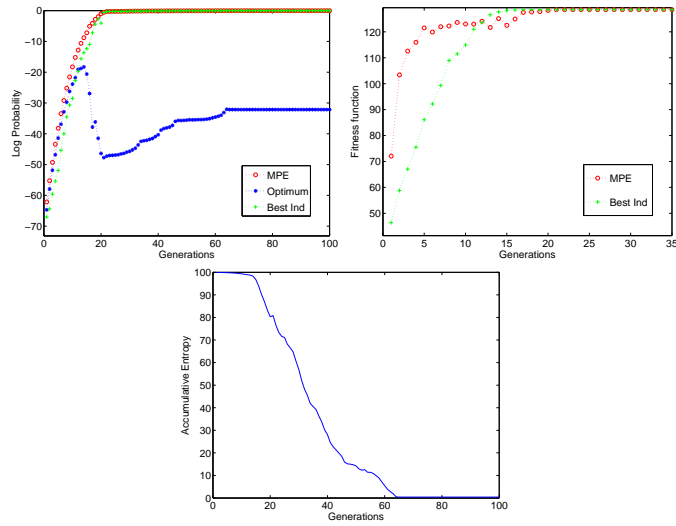 0
−10
−20
−30
−40
−50
−60
−70
Log Probability
MPE
Optimum
Best Ind
0 20 40 60 80 100
Generations
120
110
100
90
80
70
60
50
Fitness function
MPE
Best Ind
0 5 10 15 20 25 30 35
Generations
100
90
80
70
60
50
40
30
20
10
0
Accumulative Entropy
0 20 40 60 80 100
Generations